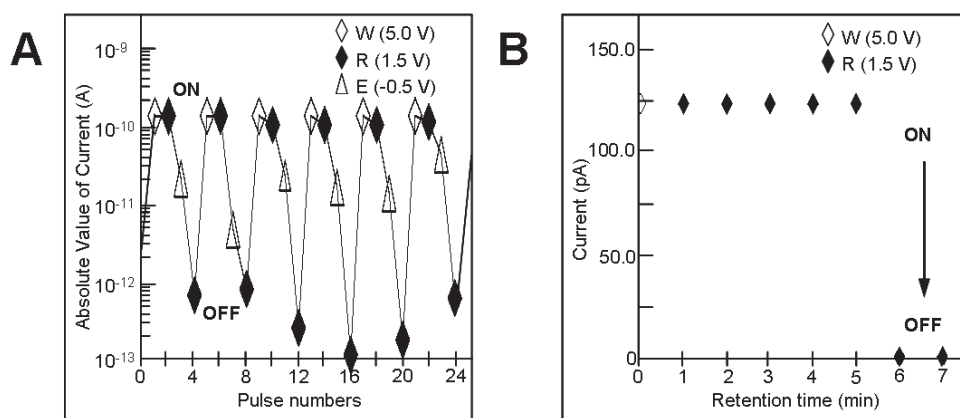 A
Absolute Value of Current (A)
10⁻⁹
10⁻¹⁰
10⁻¹¹
10⁻¹²
10⁻¹³
W (5.0 V)
R (1.5 V)
E (-0.5 V)
ON
OFF
0 4 8 12 16 20 24
Pulse numbers
B
Current (pA)
150.0
100.0
50.0
0
W (5.0 V)
R (1.5 V)
ON
OFF
0 1 2 3 4 5 6 7
Retention time (min)